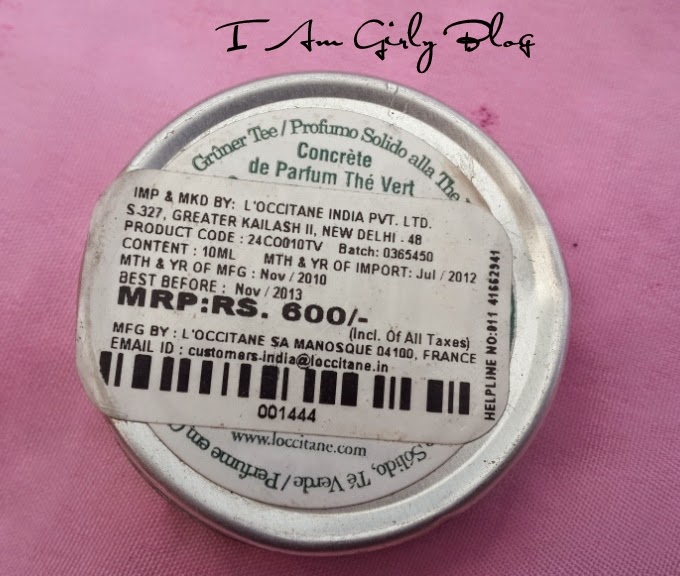 I Am Girly Blog
Grüner Tee / Profumo Solido alla The
Concrète
de Parfum Thé Vert
IMP & MKD BY: L'OCCITANE INDIA PVT. LTD.
S-327, GREATER KAILASH II, NEW DELHI - 48
PRODUCT CODE : 24CO010TV Batch: 0365450
CONTENT : 10ML MTH & YR OF IMPORT: Jul / 2012
MTH & YR OF MFG : Nov / 2010
BEST BEFORE : Nov / 2013
MRP:RS. 600/-
(Incl. Of All Taxes)
MFG BY : L'OCCITANE SA MANOSQUE 04100, FRANCE
EMAIL ID : customers-india@loccitane.in
001444
HELPLINE NO:011 41662941
www.loccitane.com
Sólido, Té Verde / Perfume em